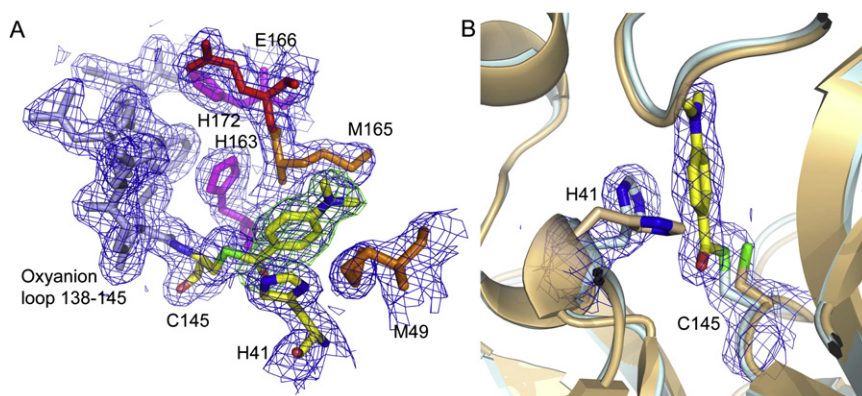 A
E166
H172
H163
M165
Oxyanion
loop 138-145
C145
H41
M49
B
H41
C145